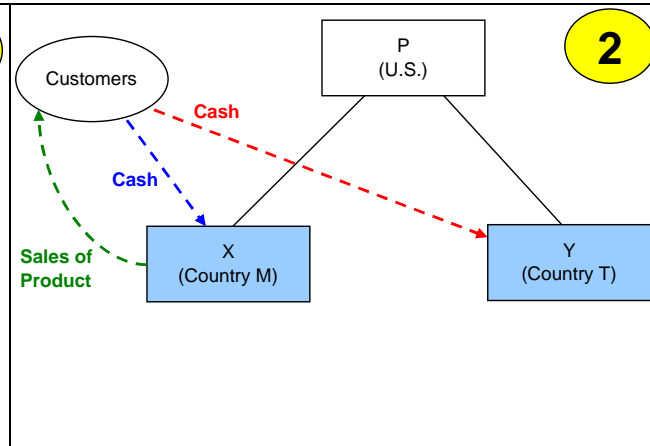 P
(U.S.)
2
Customers
Cash
Cash
Sales of
Product
X
(Country M)
Y
(Country T)